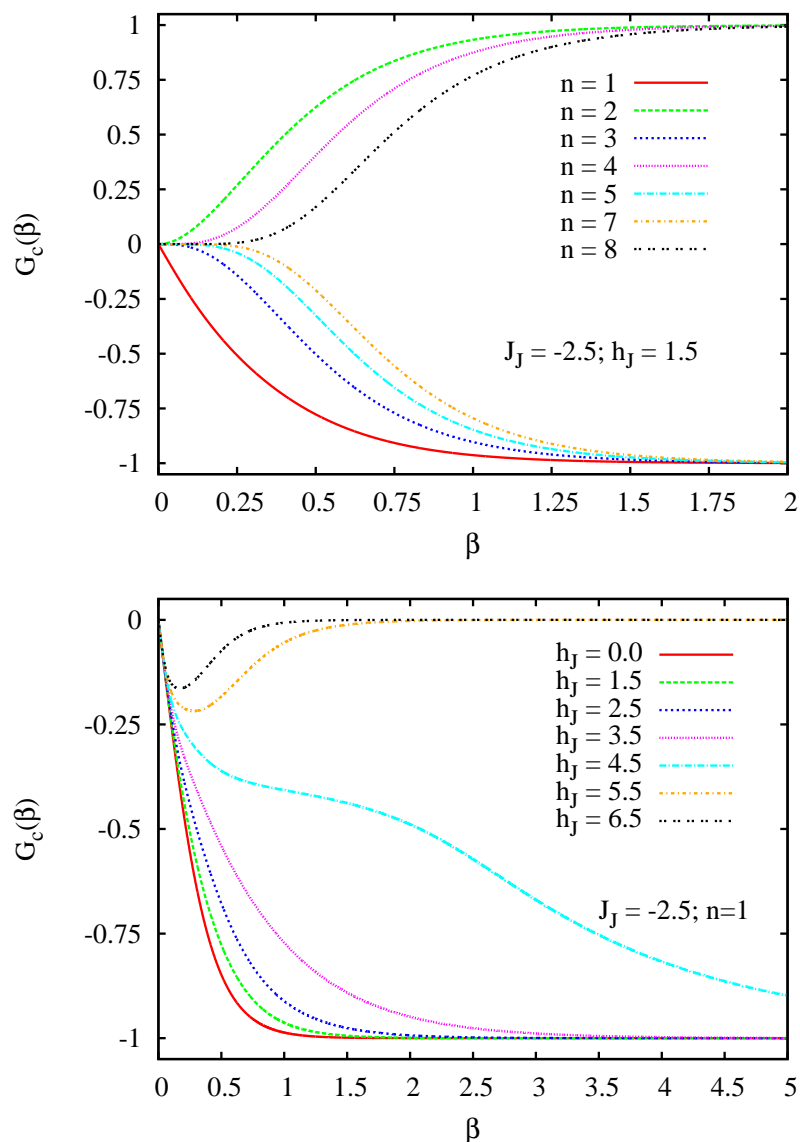 1
0.75
0.5
0.25
0
-0.25
-0.5
-0.75
-1
G_c(β)
n = 1
n = 2
n = 3
n = 4
n = 5
n = 7
n = 8
J_J = -2.5; h_J = 1.5
0 0.25 0.5 0.75 1 1.25 1.5 1.75 2
β
0
-0.25
-0.5
-0.75
-1
G_c(β)
h_J = 0.0
h_J = 1.5
h_J = 2.5
h_J = 3.5
h_J = 4.5
h_J = 5.5
h_J = 6.5
J_J = -2.5; n=1
0 0.5 1 1.5 2 2.5 3 3.5 4 4.5 5
β